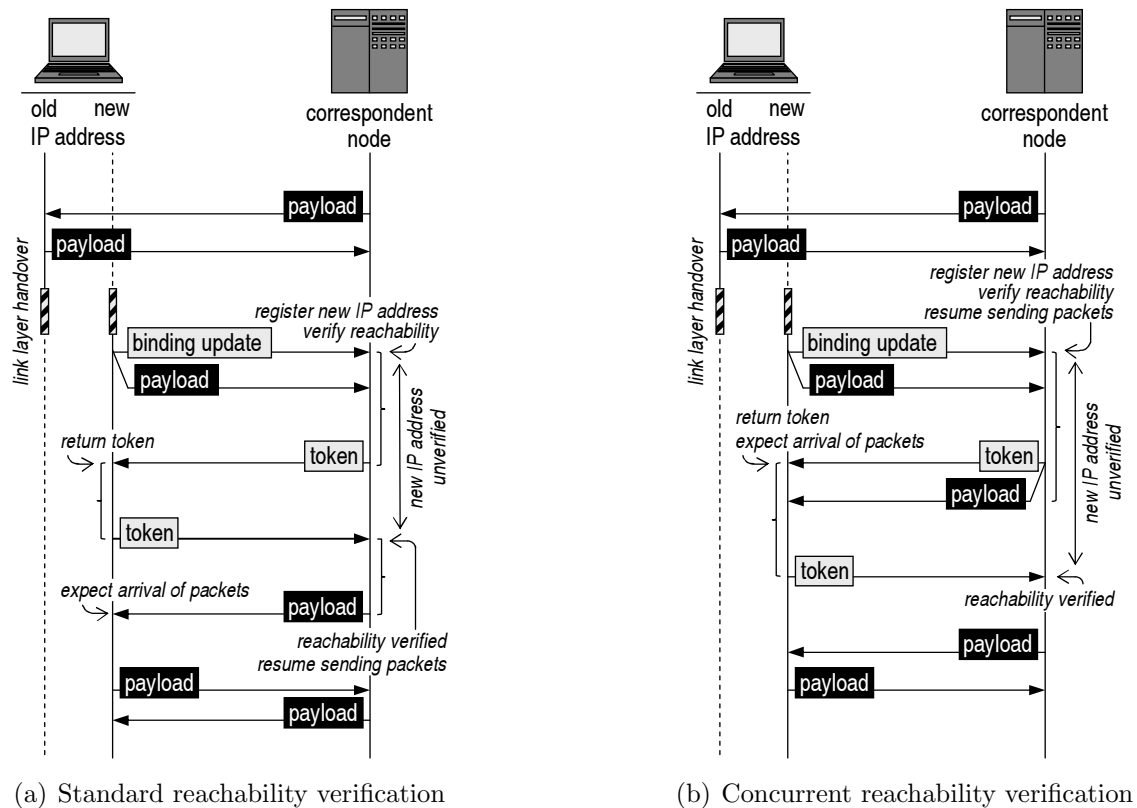 old new
IP address
correspondent
node
payload
payload
link layer handover
register new IP address
verify reachability
binding update
payload
new IP address
unverified
return token
token
token
expect arrival of packets
payload
reachability verified
resume sending packets
payload
payload
(a) Standard reachability verification
old new
IP address
correspondent
node
payload
payload
link layer handover
register new IP address
verify reachability
resume sending packets
binding update
payload
new IP address
unverified
return token
expect arrival of packets
token
payload
token
reachability verified
payload
payload
(b) Concurrent reachability verification